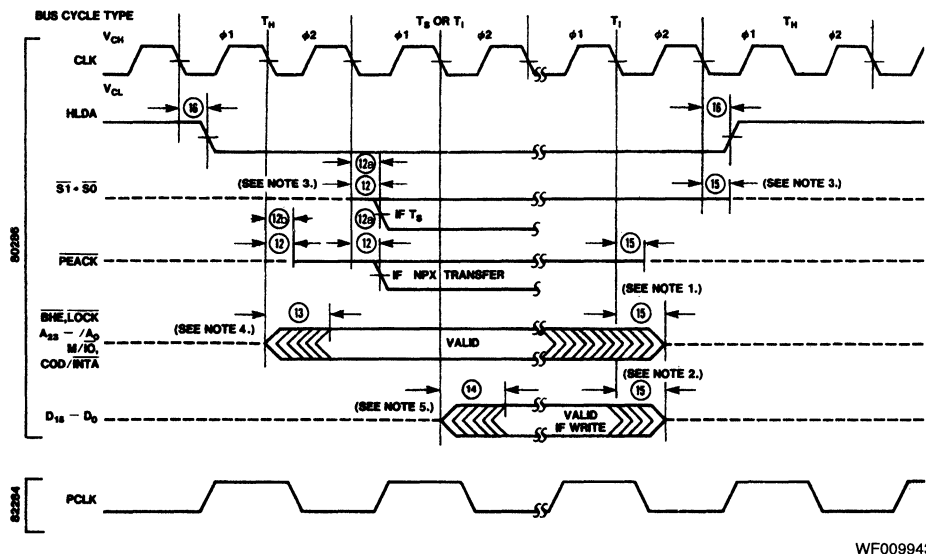 BUS CYCLE TYPE
T_H
T_S OR T_I
T_I
T_H
V_CH
ϕ1
ϕ2
ϕ1
ϕ2
ϕ1
ϕ2
ϕ1
ϕ2
CLK
V_CL
16
16
HLDA
12a
(SEE NOTE 3.)
12
15
(SEE NOTE 3.)
S1 • S0
IF T_S
12b
12a
12
12
15
PEACK
IF NPX TRANSFER
80286
(SEE NOTE 1.)
BHE, LOCK
13
15
(SEE NOTE 4.)
A23 – /A0
M/IO,
VALID
COD/INTA
(SEE NOTE 2.)
14
15
(SEE NOTE 5.)
D15 – D0
VALID
IF WRITE
82284
PCLK
WF009943